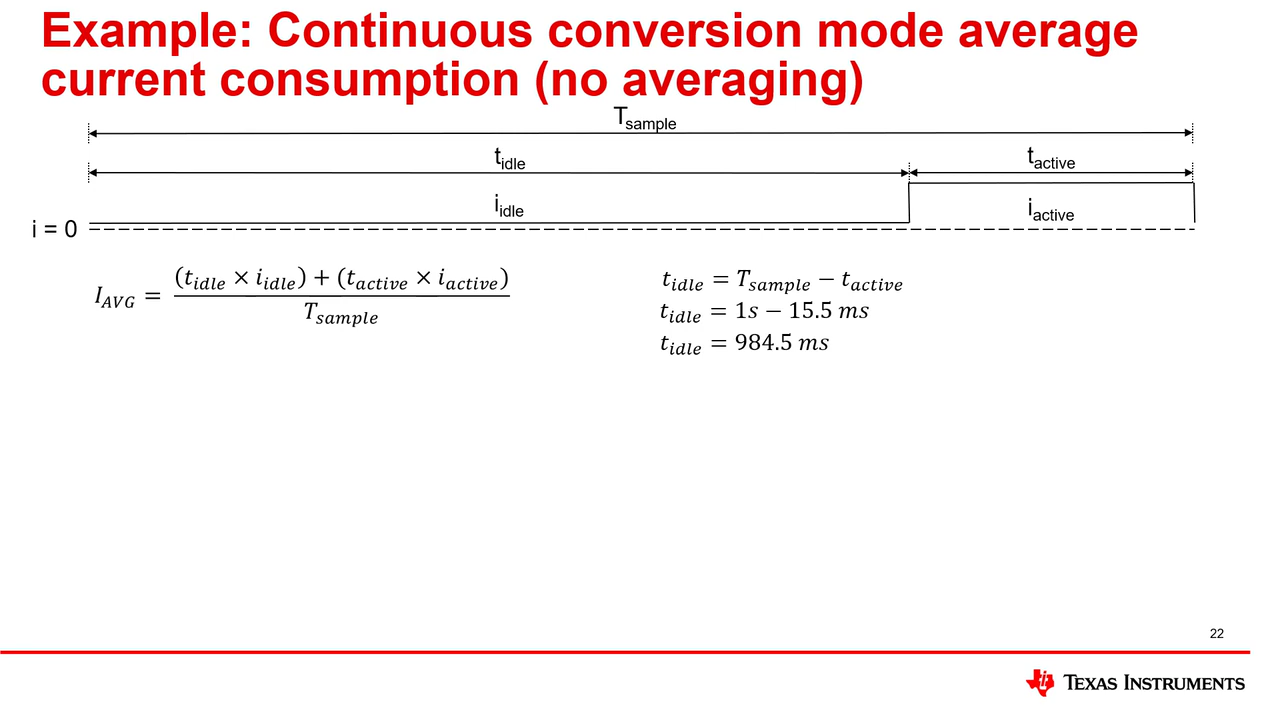 Example: Continuous conversion mode average
current consumption (no averaging)
T_sample
t_idle
t_active
i_idle
i_active
i = 0
I_AVG = ((t_idle × i_idle) + (t_active × i_active)) / T_sample
t_idle = T_sample − t_active
t_idle = 1s − 15.5 ms
t_idle = 984.5 ms
22
TEXAS INSTRUMENTS